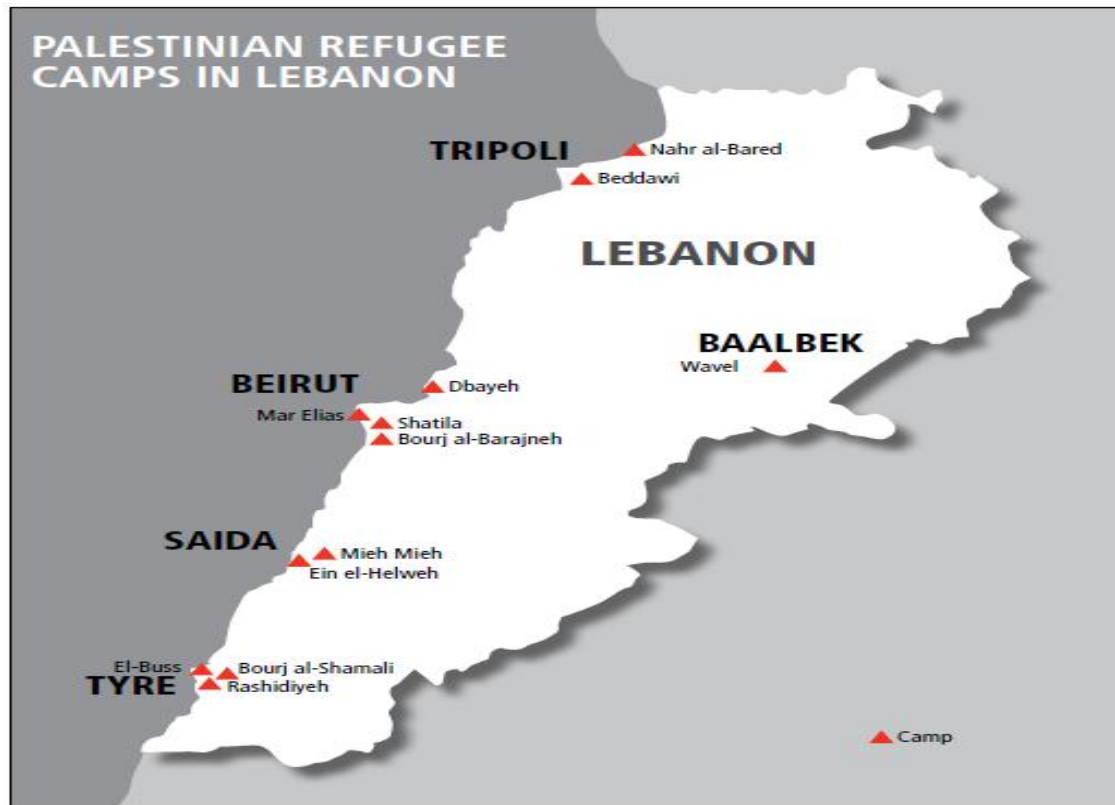 PALESTINIAN REFUGEE
CAMPS IN LEBANON
TRIPOLI
Nahr al-Bared
Beddawi
LEBANON
BAALBEK
Wavel
BEIRUT
Dbayeh
Mar Elias
Shatila
Bourj al-Barajneh
SAIDA
Mieh Mieh
Ein el-Helweh
El-Buss
Bourj al-Shamali
TYRE
Rashidiyeh
Camp